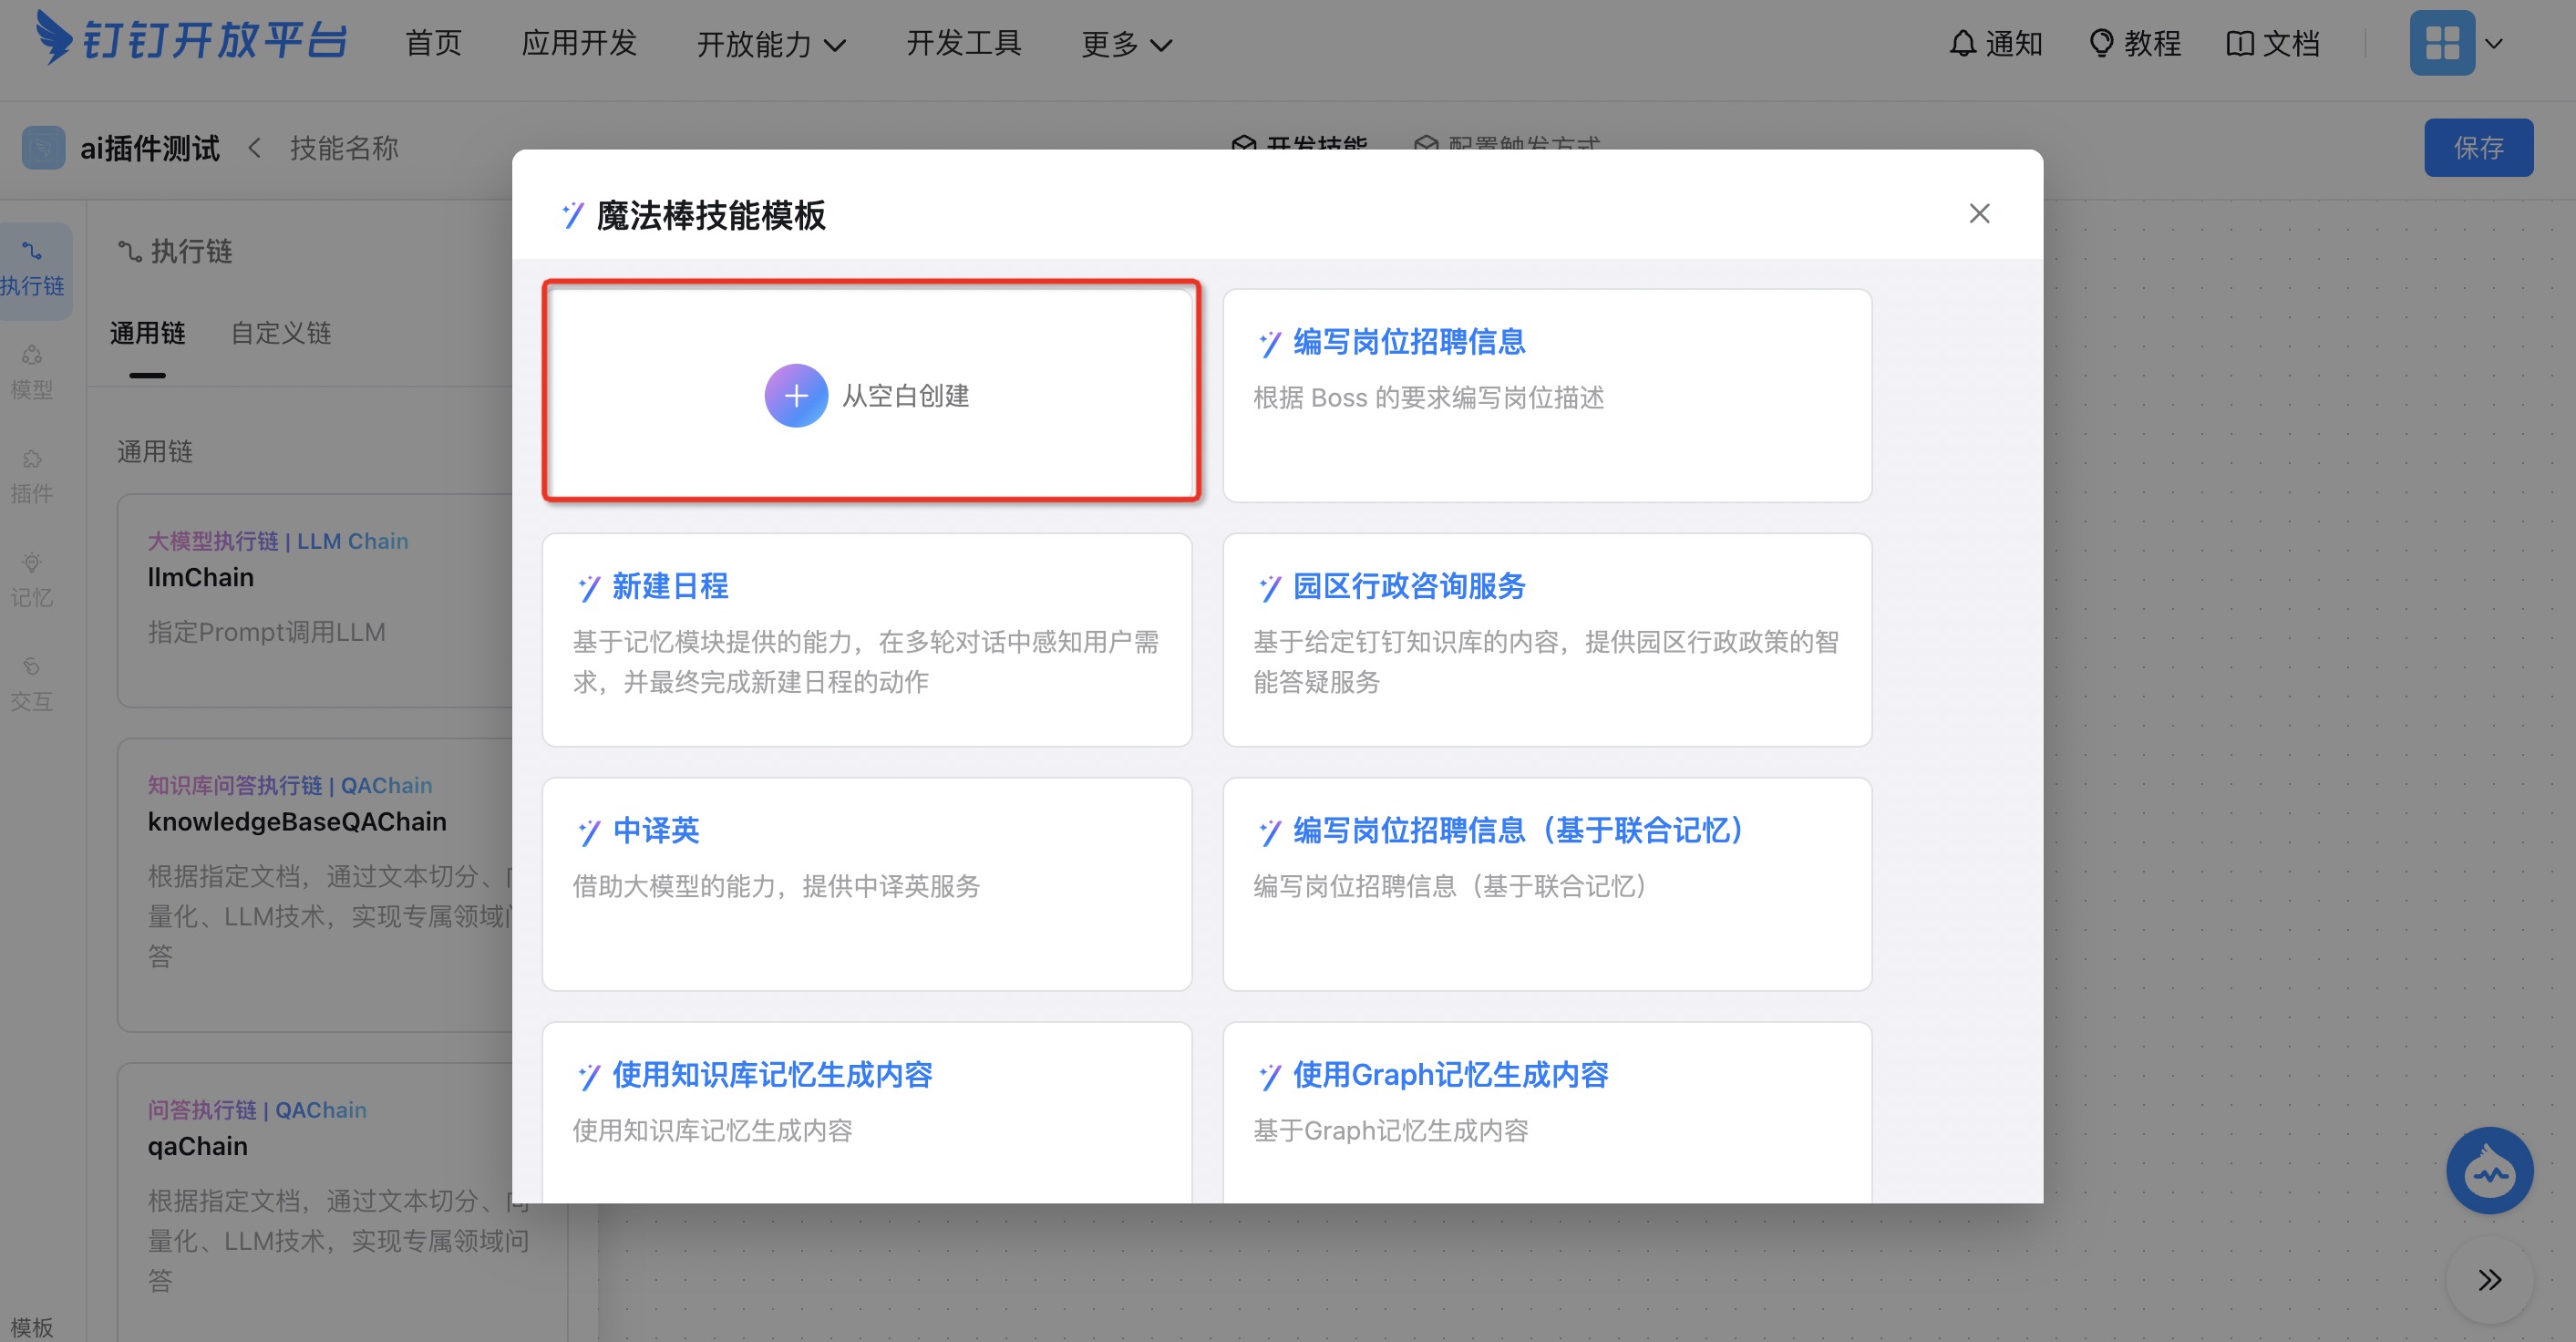 钉钉开放平台
首页
应用开发
开放能力
开发工具
更多
通知
教程
文档
ai插件测试
技能名称
开发技能
配置触发方式
保存
执行链
模型
插件
记忆
交互
模板
执行链
通用链
自定义链
通用链
大模型执行链 | LLM Chain
llmChain
指定Prompt调用LLM
知识库问答执行链 | QAChain
knowledgeBaseQAChain
根据指定文档，通过文本切分、
量化、LLM技术，实现专属领域
答
问答执行链 | QAChain
qaChain
根据指定文档，通过文本切分、向
量化、LLM技术，实现专属领域问
答
魔法棒技能模板
从空白创建
编写岗位招聘信息
根据 Boss 的要求编写岗位描述
新建日程
基于记忆模块提供的能力，在多轮对话中感知用户需
求，并最终完成新建日程的动作
园区行政咨询服务
基于给定钉钉知识库的内容，提供园区行政政策的智
能答疑服务
中译英
借助大模型的能力，提供中译英服务
编写岗位招聘信息（基于联合记忆）
编写岗位招聘信息（基于联合记忆）
使用知识库记忆生成内容
使用知识库记忆生成内容
使用Graph记忆生成内容
基于Graph记忆生成内容